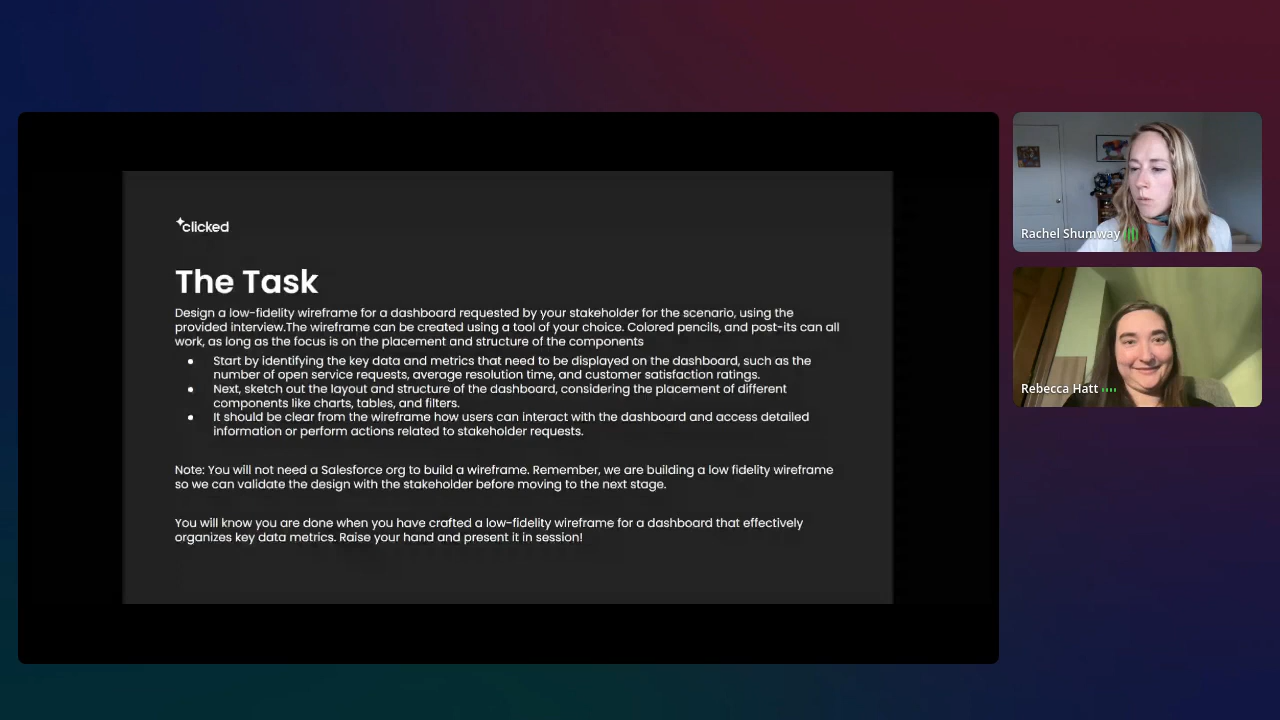 clicked
The Task
Design a low-fidelity wireframe for a dashboard requested by your stakeholder for the scenario, using the
provided interview.The wireframe can be created using a tool of your choice. Colored pencils, and post-its can all
work, as long as the focus is on the placement and structure of the components
● Start by identifying the key data and metrics that need to be displayed on the dashboard, such as the
number of open service requests, average resolution time, and customer satisfaction ratings.
● Next, sketch out the layout and structure of the dashboard, considering the placement of different
components like charts, tables, and filters.
● It should be clear from the wireframe how users can interact with the dashboard and access detailed
information or perform actions related to stakeholder requests.
Note: You will not need a Salesforce org to build a wireframe. Remember, we are building a low fidelity wireframe
so we can validate the design with the stakeholder before moving to the next stage.
You will know you are done when you have crafted a low-fidelity wireframe for a dashboard that effectively
organizes key data metrics. Raise your hand and present it in session!
Rachel Shumway
Rebecca Hatt